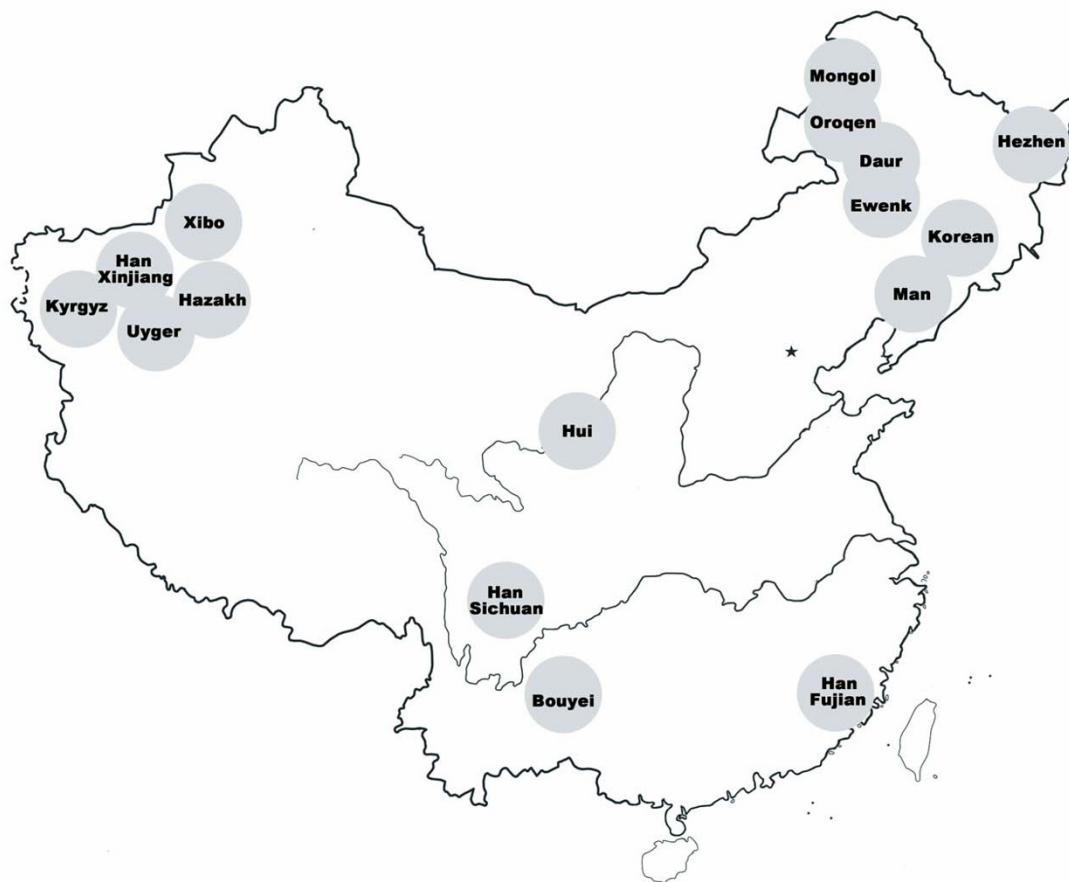 Mongol
Oroqen
Hezhen
Daur
Ewenk
Xibo
Korean
Han
Xinjiang
Man
Hazakh
Kyrgyz
Uyger
Hui
Han
Sichuan
Han
Fujian
Bouyei